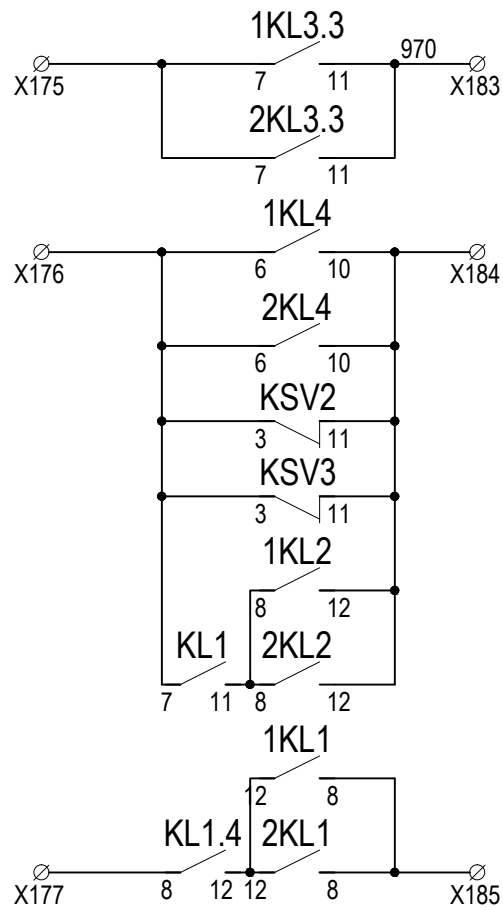 1KL3.3
970
X175
7 11
X183
2KL3.3
7 11
1KL4
X176
6 10
X184
2KL4
6 10
KSV2
3 11
KSV3
3 11
1KL2
8 12
KL1 2KL2
7 11 8 12
1KL1
12 8
KL1.4 2KL1
X177
8 12 12 8
X185